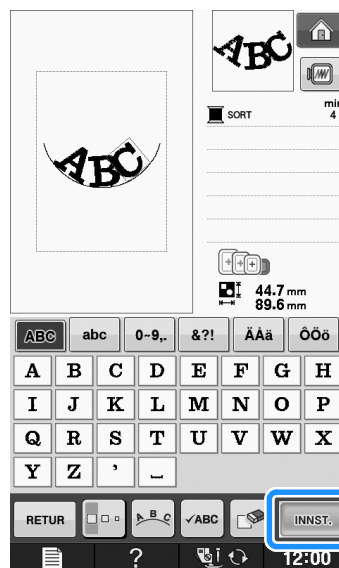 ABC
ABC
SORT
min
4
44.7 mm
89.6 mm
ABC abc 0~9,. &?! ÄÅä ÔÖö
A B C D E F G H
I J K L M N O P
Q R S T U V W X
Y Z ’ ⎵
RETUR A B C ✓ABC INNST.
? 12:00